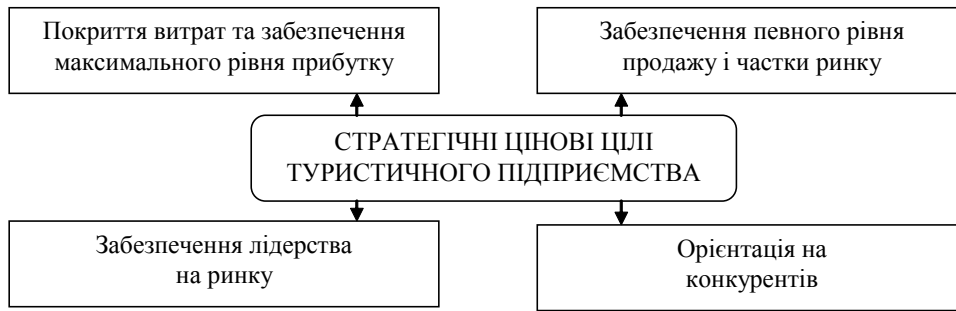 Покриття витрат та забезпечення
максимального рівня прибутку
Забезпечення певного рівня
продажу і частки ринку
СТРАТЕГІЧНІ ЦІНОВІ ЦІЛІ
ТУРИСТИЧНОГО ПІДПРИЄМСТВА
Забезпечення лідерства
на ринку
Орієнтація на
конкурентів